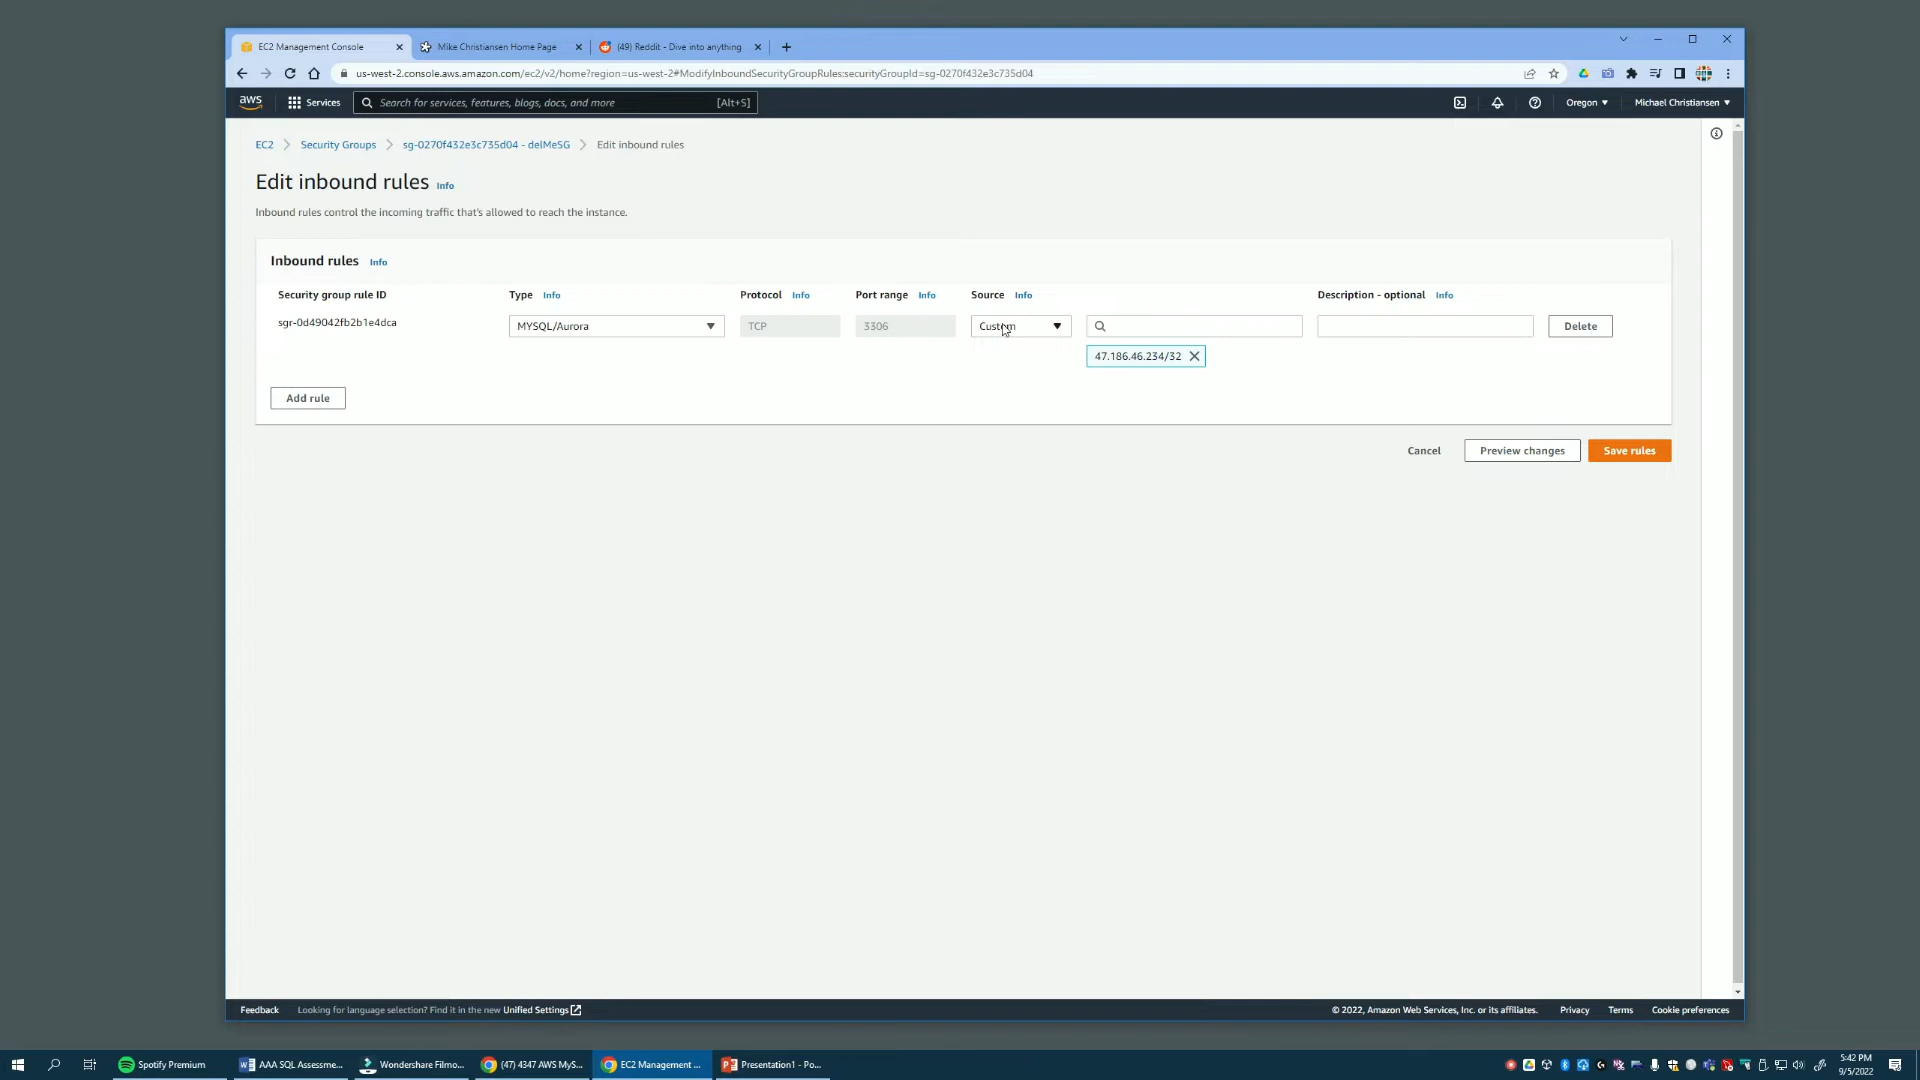 EC2 Management Console
Mike Christiansen Home Page
(49) Reddit - Dive into anything
us-west-2.console.aws.amazon.com/ec2/v2/home?region=us-west-2#ModifyInboundSecurityGroupRules:securityGroupId=sg-0270f432e3c735d04
aws Services Search for services, features, blogs, docs, and more [Alt+S] Oregon Michael Christiansen
EC2 Security Groups sg-0270f432e3c735d04 - delMeSG Edit inbound rules
Edit inbound rules Info
Inbound rules control the incoming traffic that's allowed to reach the instance.
Inbound rules Info
Security group rule ID Type Info Protocol Info Port range Info Source Info Description - optional Info
sgr-0d49042fb2b1e4dca MYSQL/Aurora TCP 3306 Custom Delete
47.186.46.234/32
Add rule
Cancel Preview changes Save rules
Feedback Looking for language selection? Find it in the new Unified Settings © 2022, Amazon Web Services, Inc. or its affiliates. Privacy Terms Cookie preferences
Spotify Premium AAA SQL Assessme... Wondershare Filmo... (47) 4347 AWS MyS... EC2 Management ... Presentation1 - Po... 5:42 PM
9/5/2022